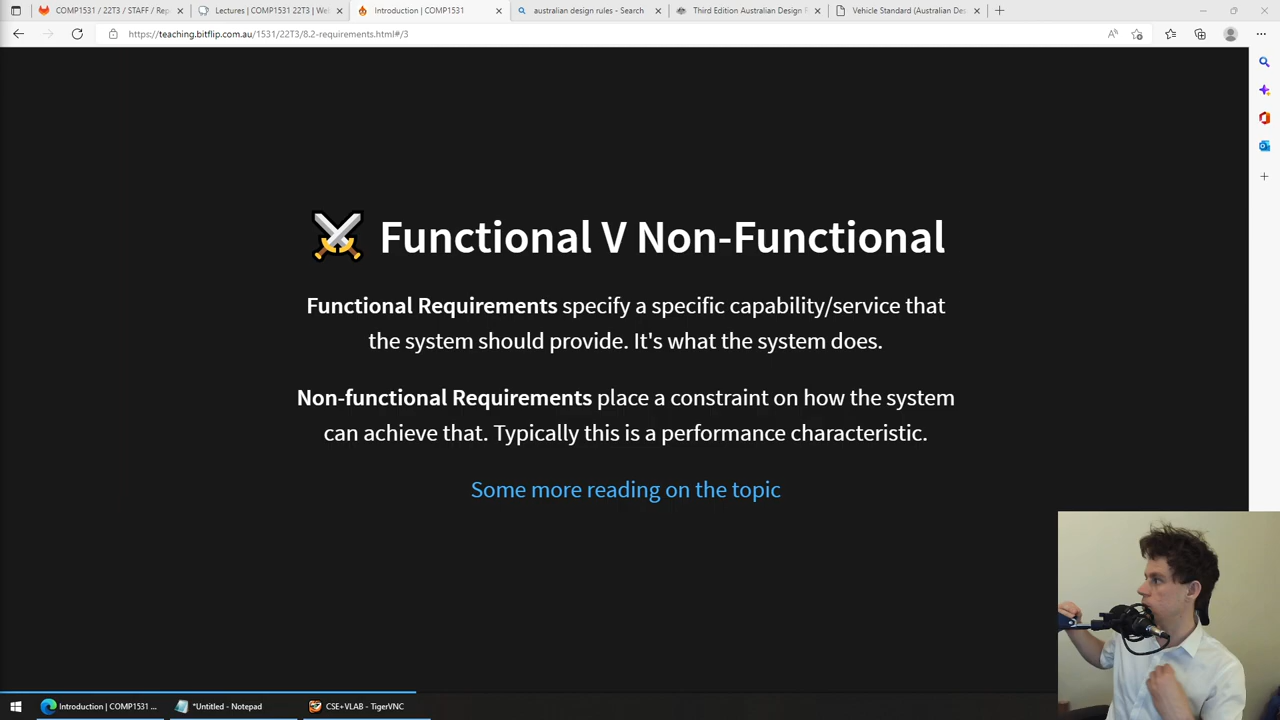 COMP1531 / 22T3 / STAFF / Rep
Lectures | COMP1531 22T3 | Wel
Introduction | COMP1531
australian design rules - Search
Third Edition Australian Design
Vehicle Standard (Australian De
https://teaching.bitflip.com.au/1531/22T3/8.2-requirements.html#/3
Functional V Non-Functional
Functional Requirements specify a specific capability/service that
the system should provide. It's what the system does.
Non-functional Requirements place a constraint on how the system
can achieve that. Typically this is a performance characteristic.
Some more reading on the topic
Introduction | COMP1531 ...
*Untitled - Notepad
CSE+VLAB - TigerVNC